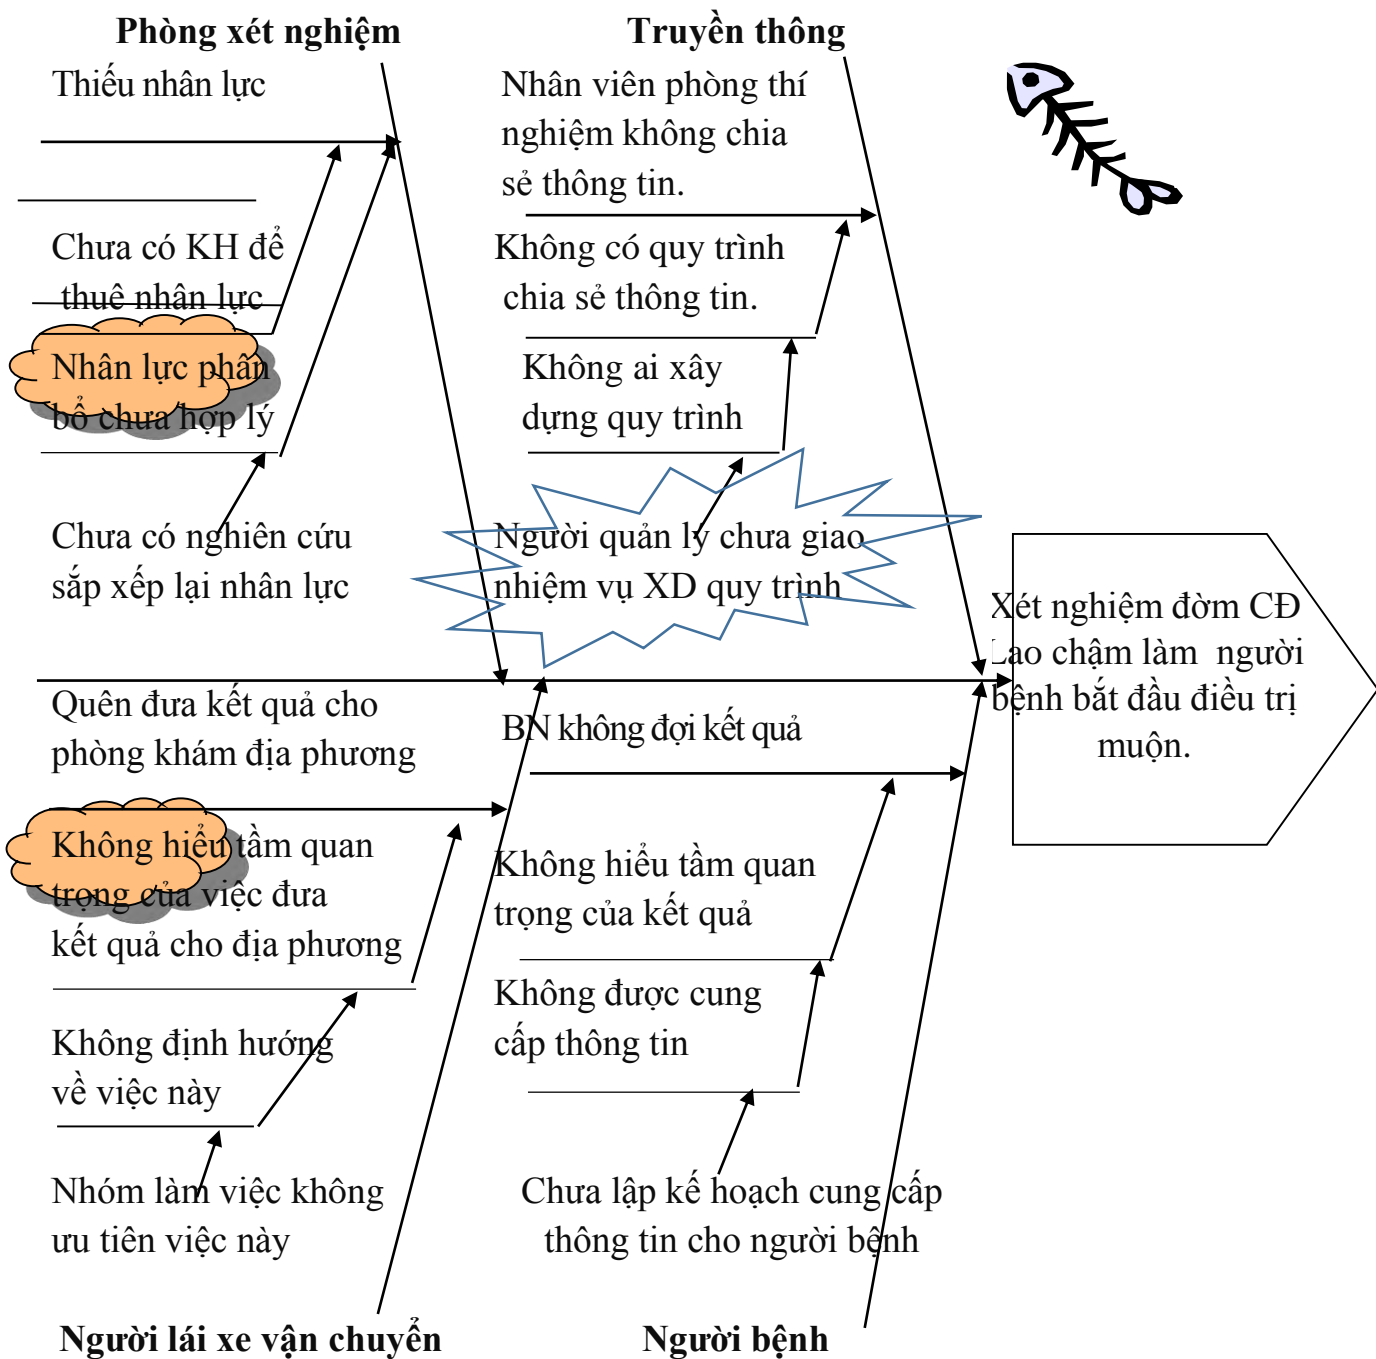 Phòng xét nghiệm
Thiếu nhân lực
Chưa có KH để
thuê nhân lực
Nhân lực phân
bổ chưa hợp lý
Chưa có nghiên cứu
sắp xếp lại nhân lực
Truyền thông
Nhân viên phòng thí
nghiệm không chia
sẻ thông tin.
Không có quy trình
chia sẻ thông tin.
Không ai xây
dựng quy trình
Người quản lý chưa giao
nhiệm vụ XD quy trình
Xét nghiệm đờm CĐ
Lao chậm làm người
bệnh bắt đầu điều trị
muộn.
Quên đưa kết quả cho
phòng khám địa phương
Không hiểu tầm quan
trọng của việc đưa
kết quả cho địa phương
Không định hướng
về việc này
Nhóm làm việc không
ưu tiên việc này
Người lái xe vận chuyển
BN không đợi kết quả
Không hiểu tầm quan
trọng của kết quả
Không được cung
cấp thông tin
Chưa lập kế hoạch cung cấp
thông tin cho người bệnh
Người bệnh